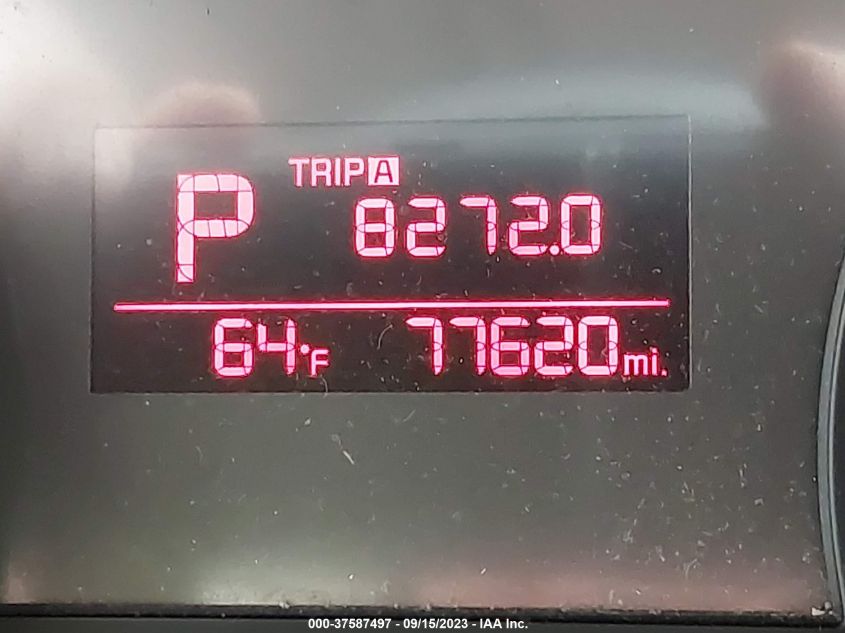 P
TRIP A
8272.0
64°F 77620 mi.
000-37587497 - 09/15/2023 - IAA Inc.